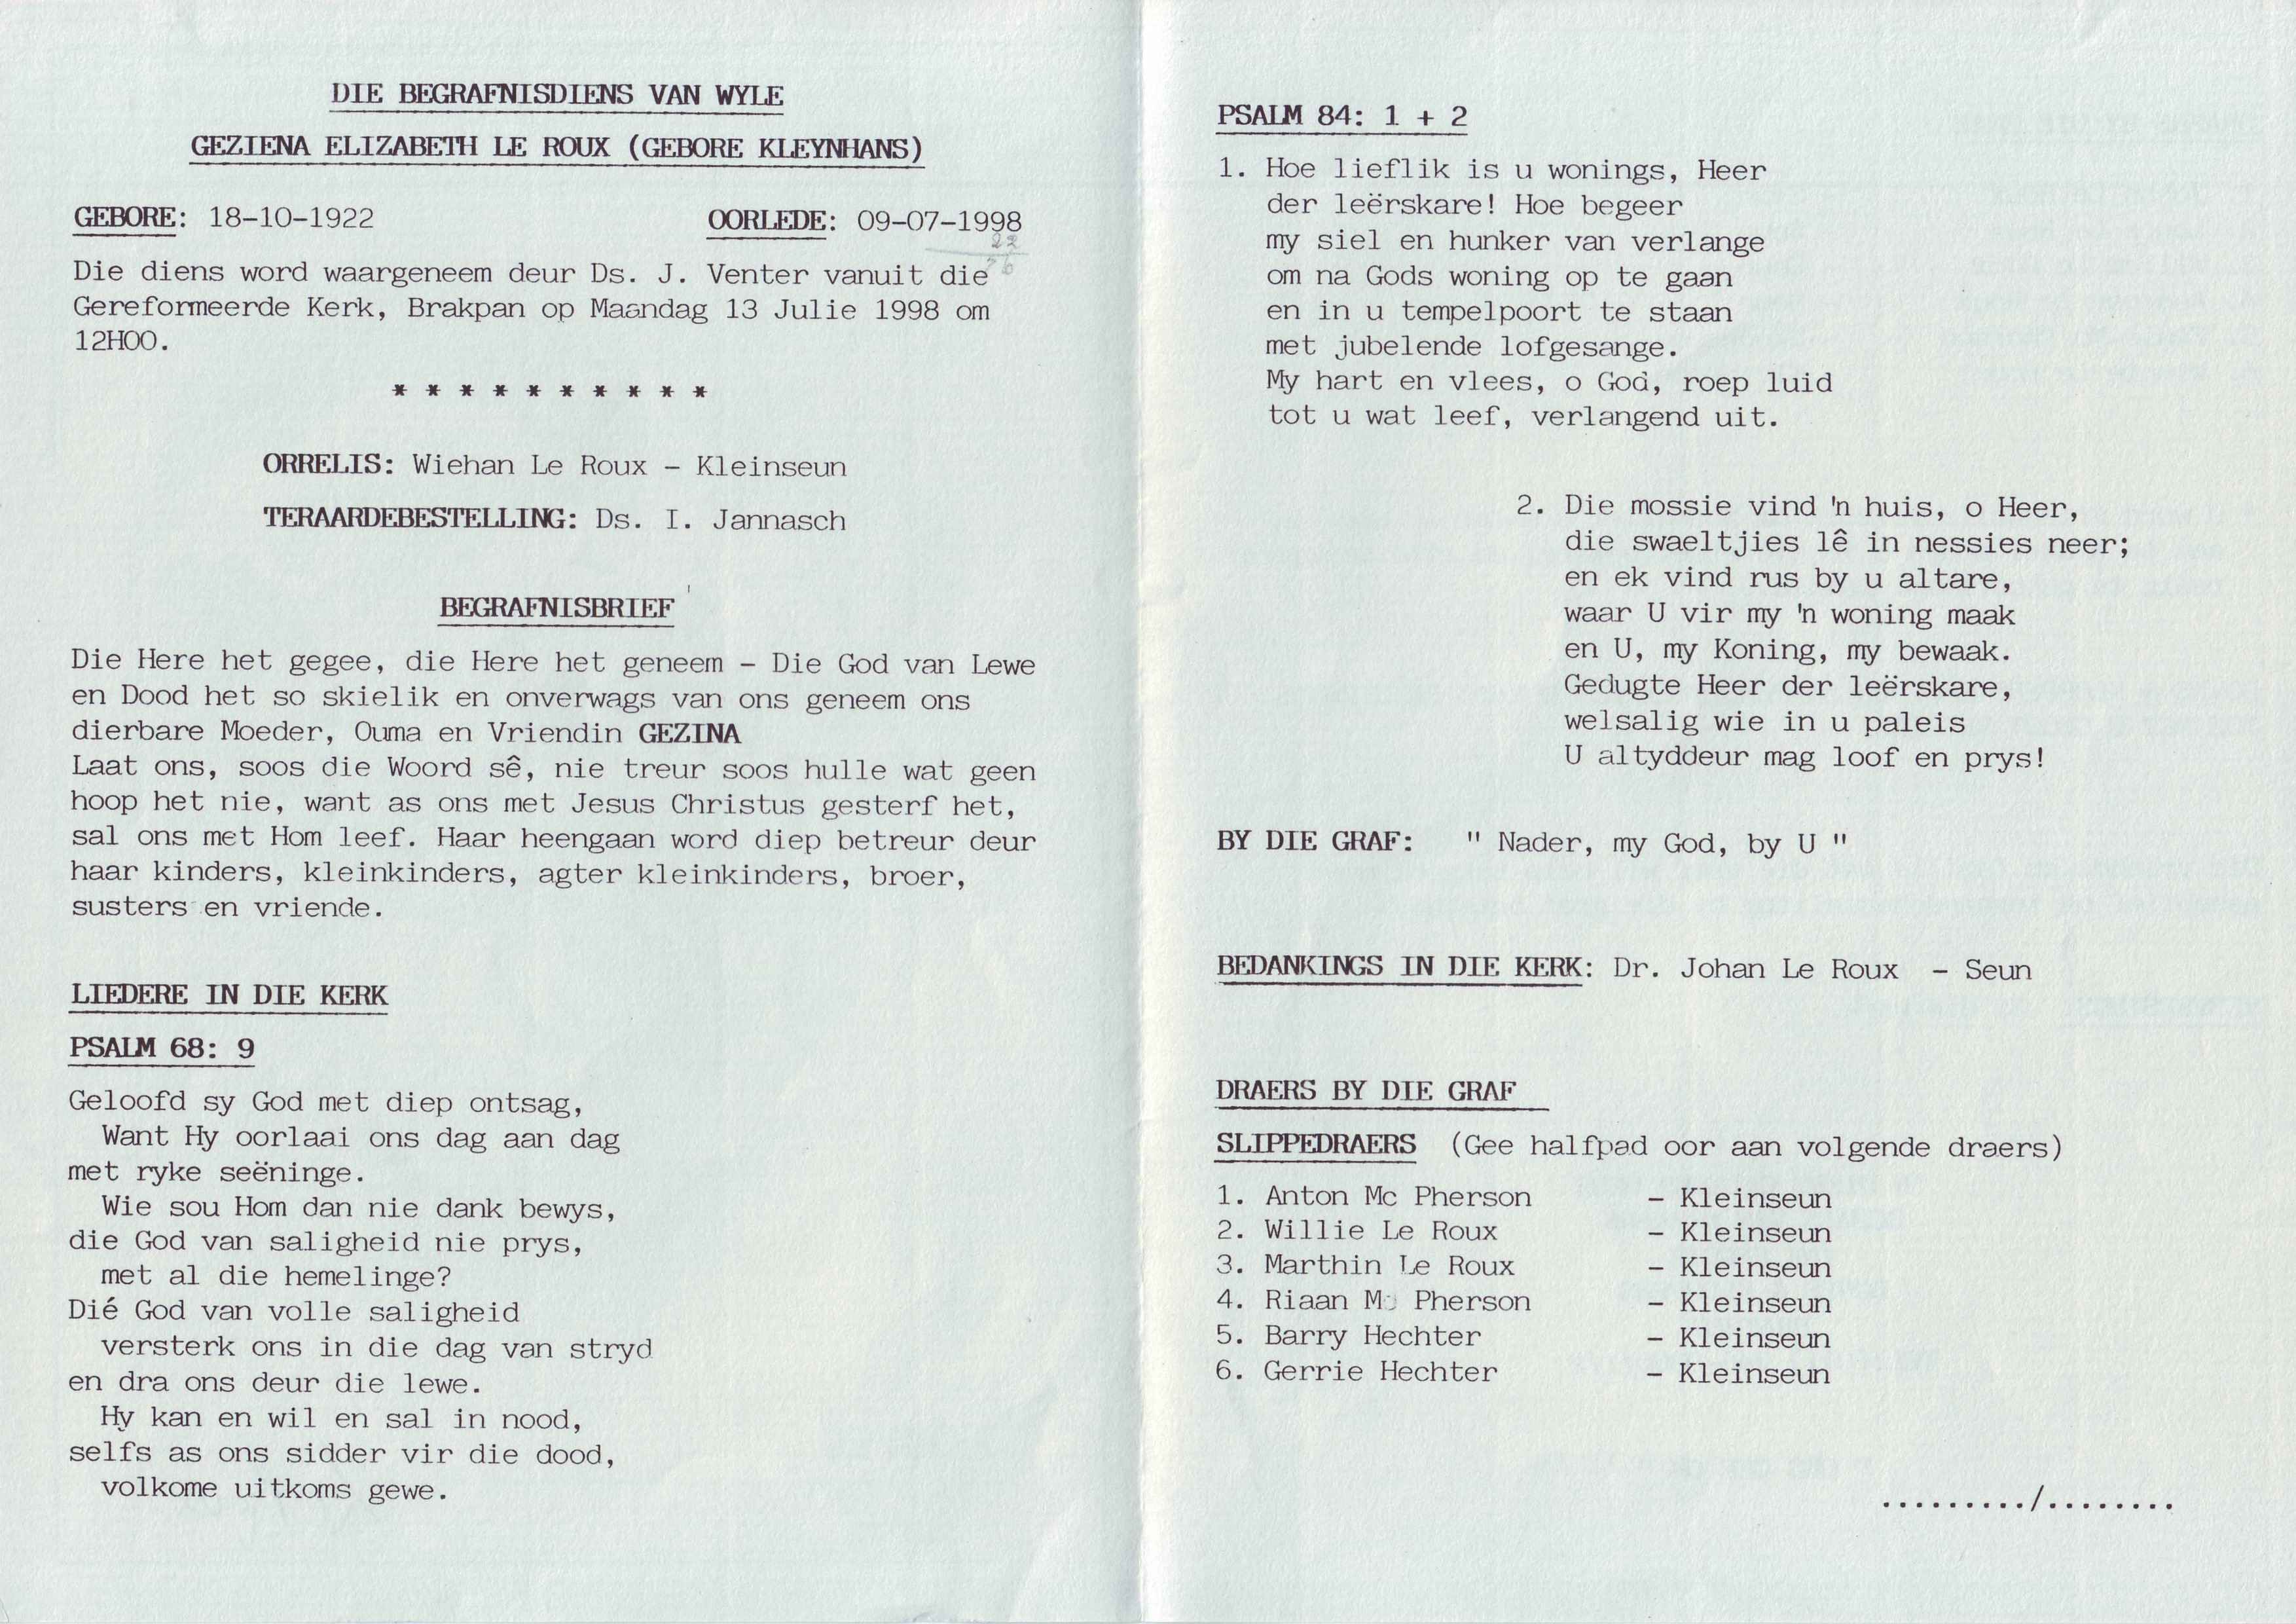 DIE BEGRAFNISDIENS VAN WYLE
GEZIENA ELIZABETH LE ROUX (GEBORE KLEYNHANS)
GEBORE: 18-10-1922 OORLEDE: 09-07-1998
22
76
Die diens word waargeneem deur Ds. J. Venter vanuit die
Gereformeerde Kerk, Brakpan op Maandag 13 Julie 1998 om
12H00.
* * * * * * * * * *
ORRELIS: Wiehan Le Roux - Kleinseun
TERAARDEBESTELLING: Ds. I. Jannasch
BEGRAFNISBRIEF
Die Here het gegee, die Here het geneem - Die God van Lewe
en Dood het so skielik en onverwags van ons geneem ons
dierbare Moeder, Ouma en Vriendin GEZINA
Laat ons, soos die Woord sê, nie treur soos hulle wat geen
hoop het nie, want as ons met Jesus Christus gesterf het,
sal ons met Hom leef. Haar heengaan word diep betreur deur
haar kinders, kleinkinders, agter kleinkinders, broer,
susters en vriende.
LIEDERE IN DIE KERK
PSALM 68: 9
Geloofd sy God met diep ontsag,
Want Hy oorlaai ons dag aan dag
met ryke seëninge.
Wie sou Hom dan nie dank bewys,
die God van saligheid nie prys,
met al die hemelinge?
Dié God van volle saligheid
versterk ons in die dag van stryd
en dra ons deur die lewe.
Hy kan en wil en sal in nood,
selfs as ons sidder vir die dood,
volkome uitkoms gewe.
PSALM 84: 1 + 2
1. Hoe lieflik is u wonings, Heer
der leërskare! Hoe begeer
my siel en hunker van verlange
om na Gods woning op te gaan
en in u tempelpoort te staan
met jubelende lofgesange.
My hart en vlees, o God, roep luid
tot u wat leef, verlangend uit.
2. Die mossie vind 'n huis, o Heer,
die swaeltjies lê in nessies neer;
en ek vind rus by u altare,
waar U vir my 'n woning maak
en U, my Koning, my bewaak.
Gedugte Heer der leërskare,
welsalig wie in u paleis
U altyddeur mag loof en prys!
BY DIE GRAF: " Nader, my God, by U "
BEDANKINGS IN DIE KERK: Dr. Johan Le Roux - Seun
DRAERS BY DIE GRAF
SLIPPEDRAERS (Gee halfpad oor aan volgende draers)
1. Anton Mc Pherson - Kleinseun
2. Willie Le Roux - Kleinseun
3. Marthin Le Roux - Kleinseun
4. Riaan Mc Pherson - Kleinseun
5. Barry Hechter - Kleinseun
6. Gerrie Hechter - Kleinseun
........./........